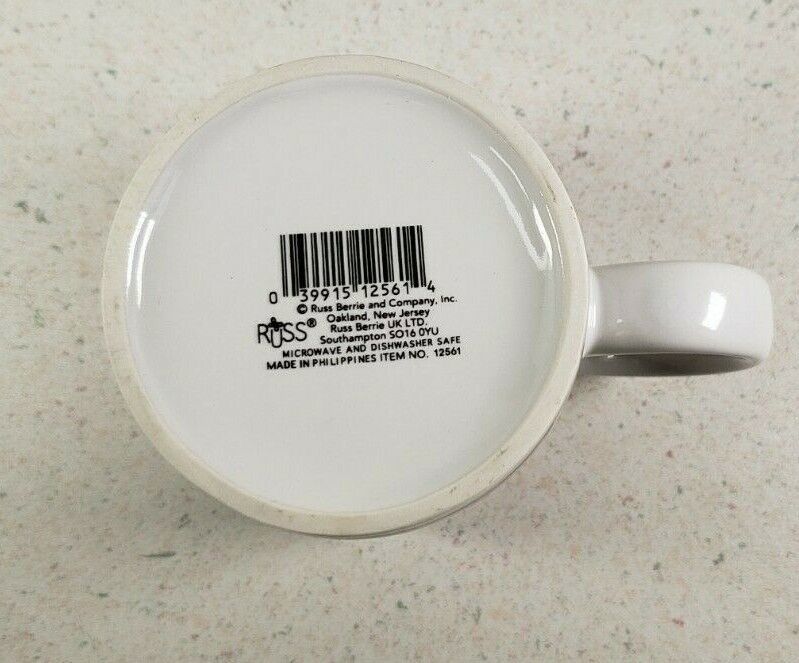 0 39915 12561 4
© Russ Berrie and Company, Inc.
Oakland, New Jersey
RUSS® Russ Berrie UK LTD.
Southampton SO16 0YU
MICROWAVE AND DISHWASHER SAFE
MADE IN PHILIPPINES ITEM NO. 12561